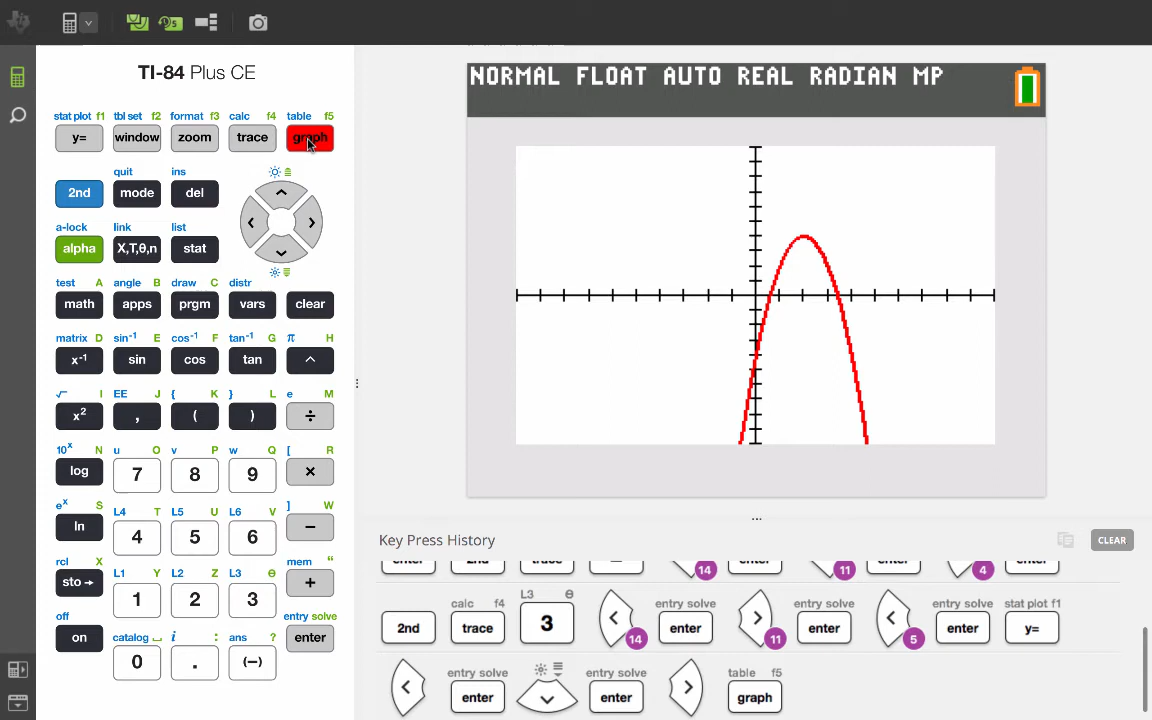 TI-84 Plus CE
NORMAL FLOAT AUTO REAL RADIAN MP
stat plot f1 tbl set f2 format f3 calc f4 table f5
y= window zoom trace graph
quit ins
2nd mode del
a-lock link list
alpha X,T,θ,n stat
test A angle B draw C distr
math apps prgm vars clear
matrix D sin-1 E cos-1 F tan-1 G π H
x-1 sin cos tan ^
√ I EE J { K } L e M
x² , ( ) ÷
10x N u O v P w Q [ R
log 7 8 9 ×
ex S L4 T L5 U L6 V ] W
ln 4 5 6 −
rcl X L1 Y L2 Z L3 θ mem “
sto→ 1 2 3 +
off catalog i : ans ? entry solve
on 0 . (−) enter
Key Press History
CLEAR
14 11 4
calc f4 L3 θ entry solve entry solve entry solve stat plot f1
2nd trace 3 14 enter 11 enter 5 enter y=
entry solve entry solve table f5
enter enter graph